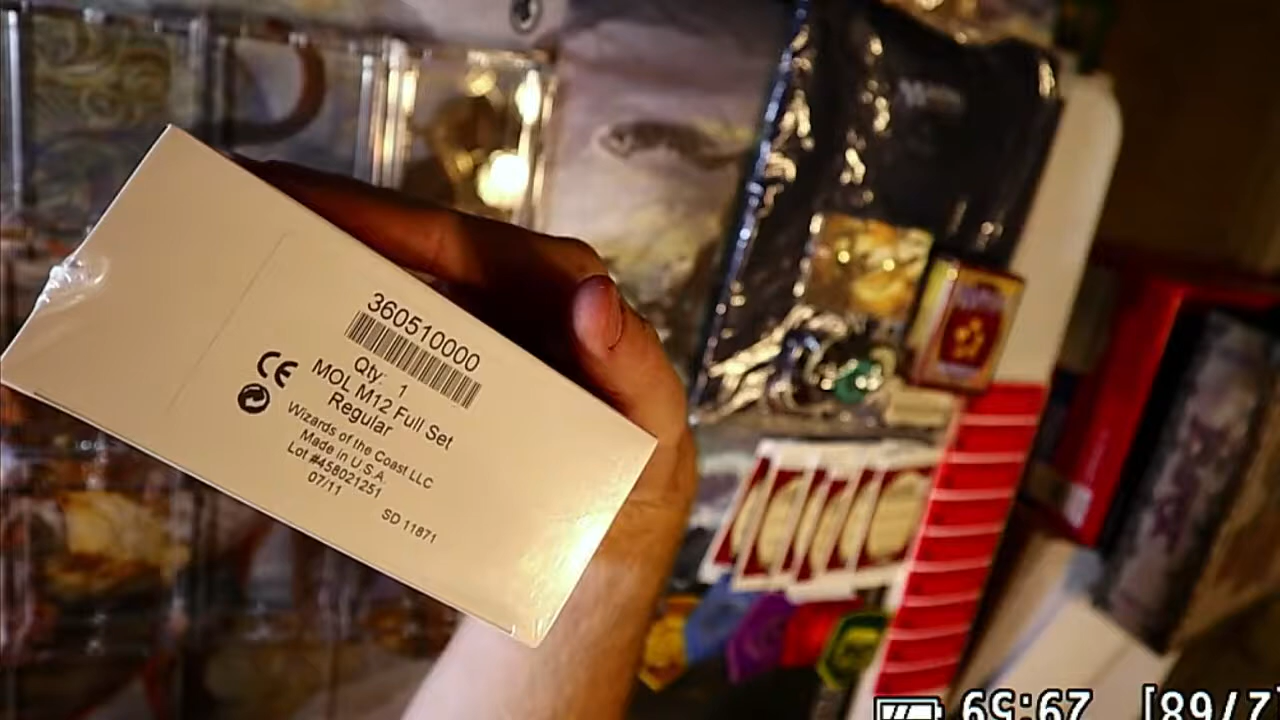 360510000
Qty: 1
MOL M12 Full Set
Regular
CE
Wizards of the Coast LLC
Made in U.S.A.
Lot #458021251
07/11
SD 11871